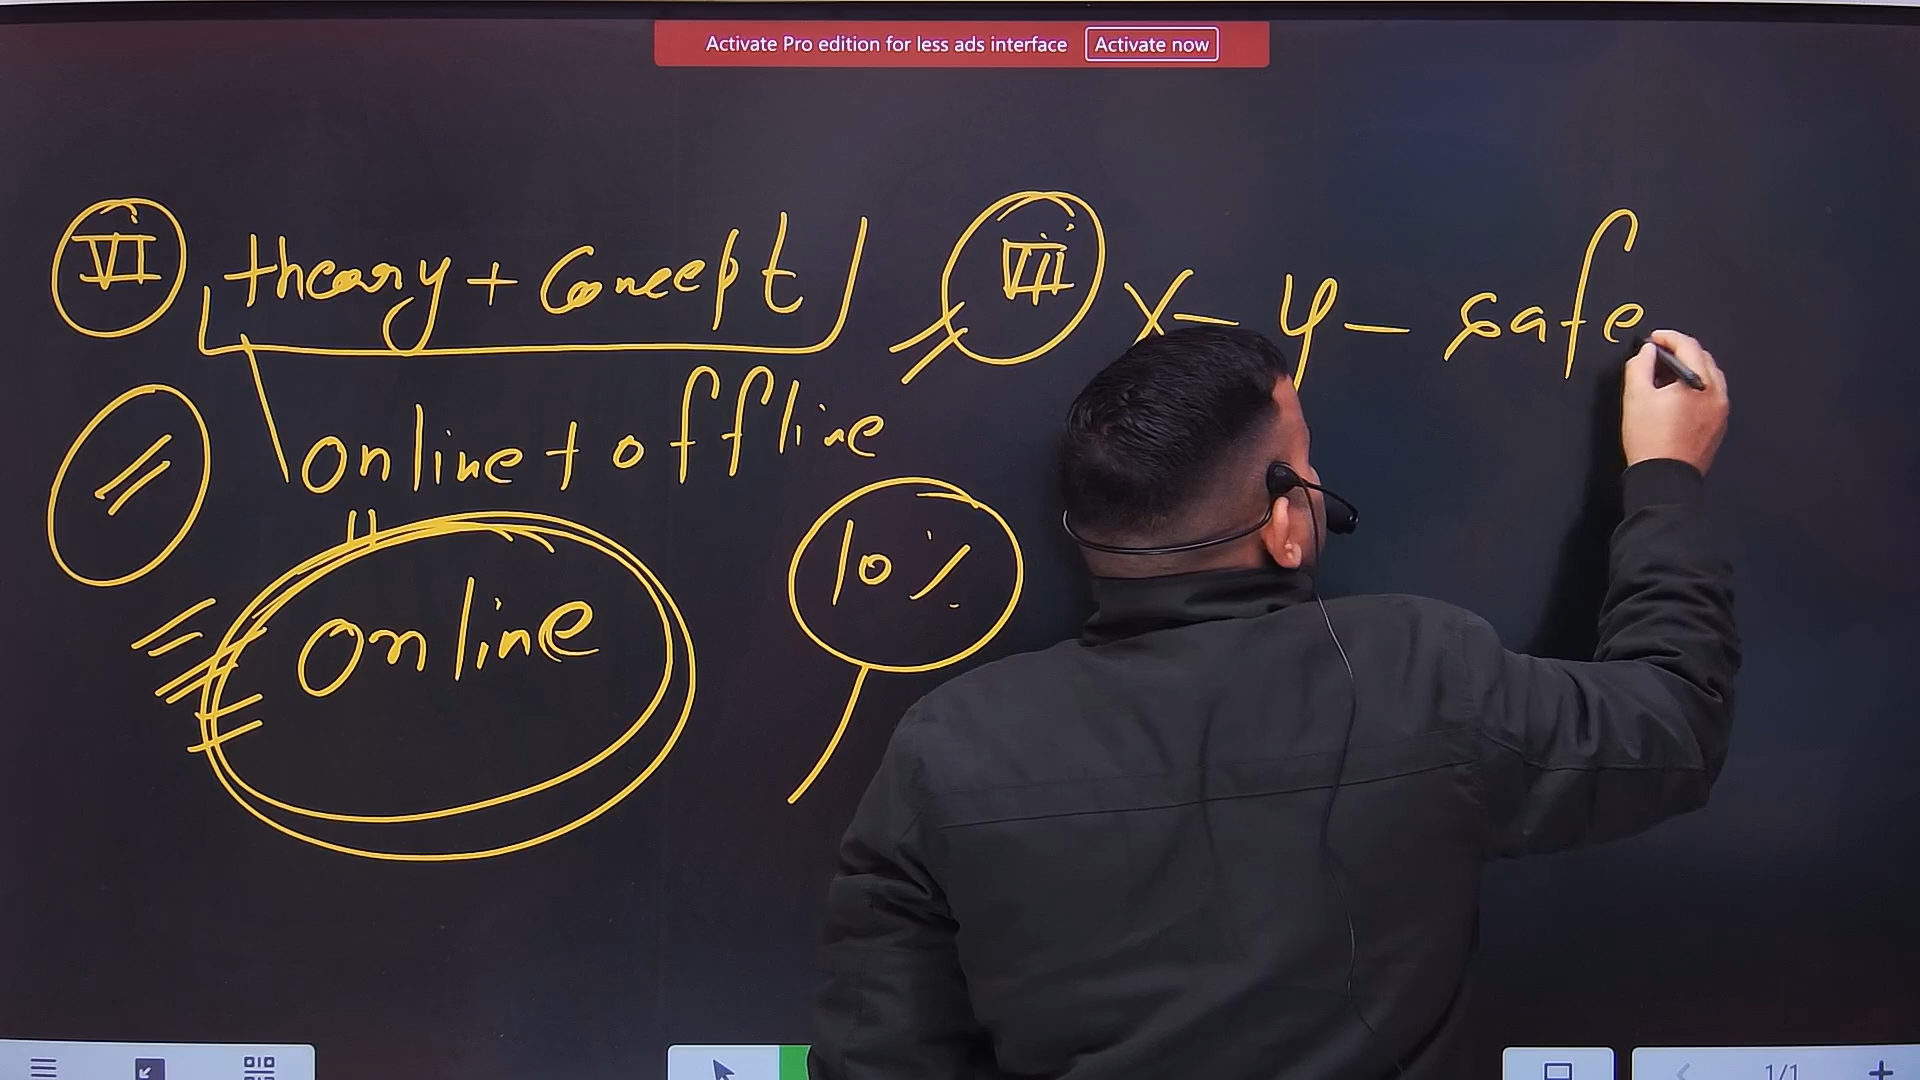 Activate Pro edition for less ads interface Activate now
VI theory + Concept
online + offline
online
10%
VII X - y - safe
1/1